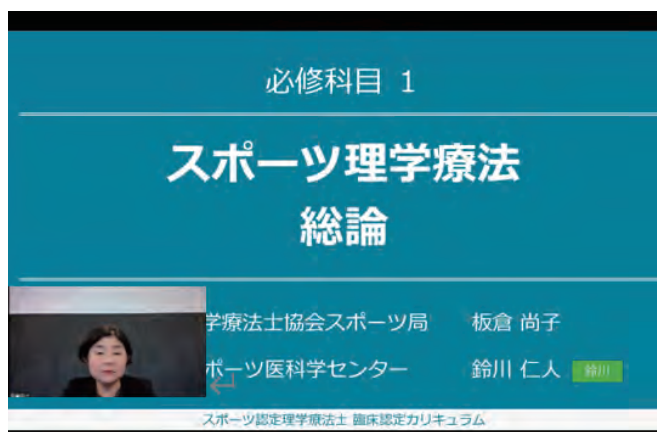 必修科目 1
スポーツ理学療法
総論
学療法士協会スポーツ局 板倉 尚子
ポーツ医科学センター 鈴川 仁人 鈴川
スポーツ認定理学療法士 臨床認定カリキュラム